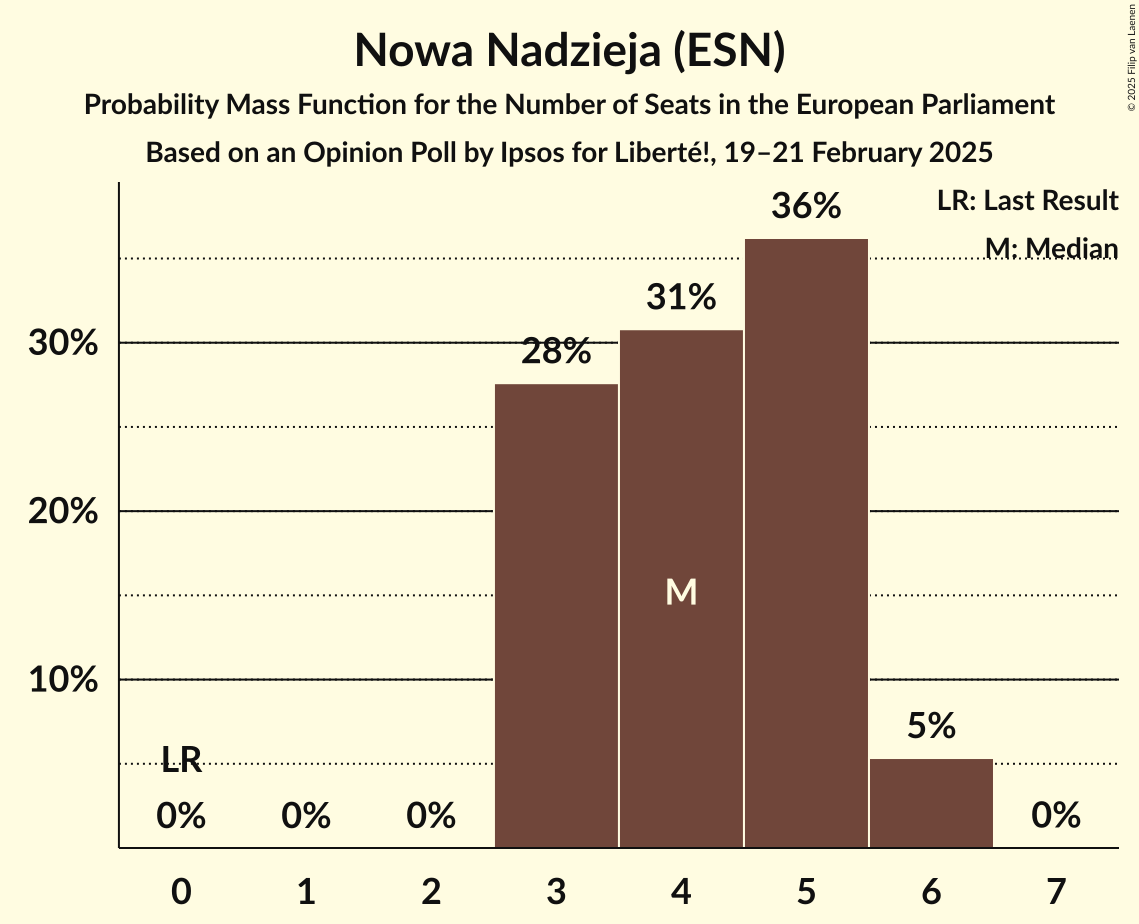 Nowa Nadzieja (ESN)
Probability Mass Function for the Number of Seats in the European Parliament
Based on an Opinion Poll by Ipsos for Liberté!, 19–21 February 2025
© 2025 Filip van Laenen
LR: Last Result
M: Median
36%
31%
28%
30%
20%
M
10%
5%
LR
0%
0%
0%
0%
0
1
2
3
4
5
6
7